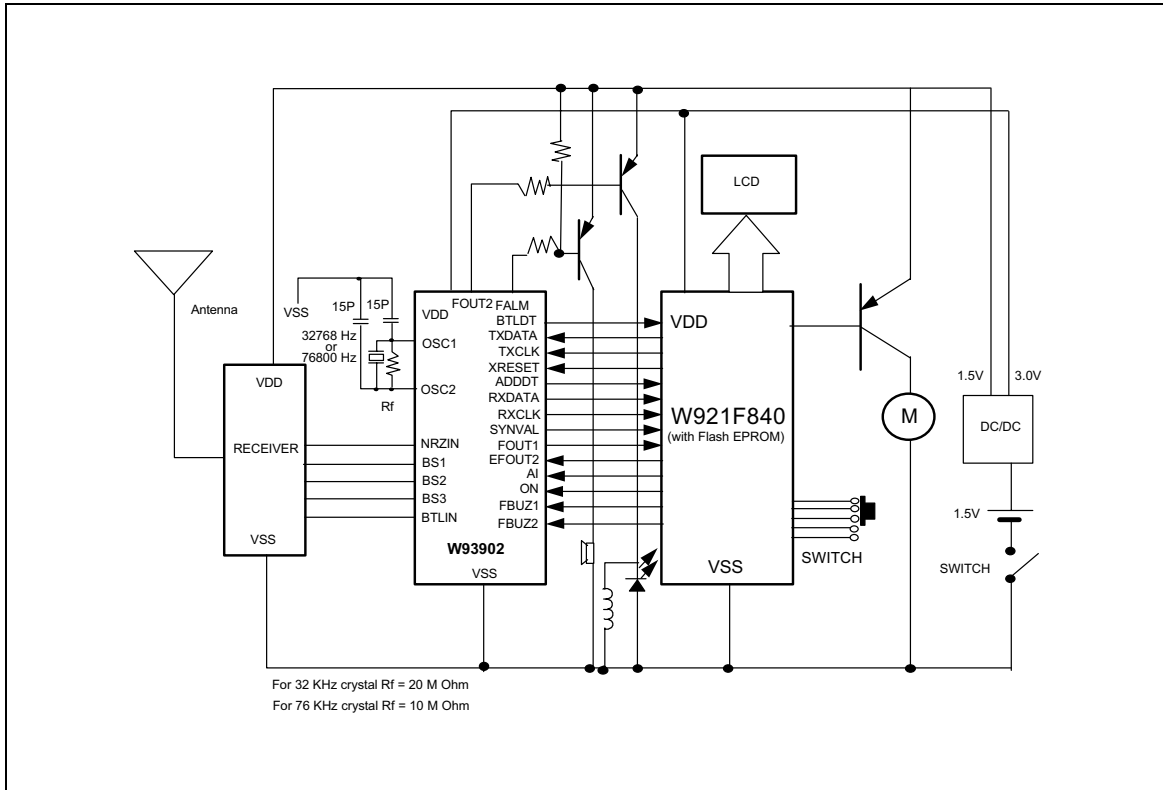 LCD
Antenna
VSS
15P
15P
32768 Hz
or
76800 Hz
Rf
VDD
RECEIVER
VSS
VDD
FOUT2
FALM
OSC1
OSC2
NRZIN
BS1
BS2
BS3
BTLIN
BTLDT
TXDATA
TXCLK
XRESET
ADDDT
RXDATA
RXCLK
SYNVAL
FOUT1
EFOUT2
AI
ON
FBUZ1
FBUZ2
W93902
VSS
VDD
W921F840
(with Flash EPROM)
VSS
SWITCH
M
1.5V
3.0V
DC/DC
1.5V
SWITCH
For 32 KHz crystal Rf = 20 M Ohm
For 76 KHz crystal Rf = 10 M Ohm